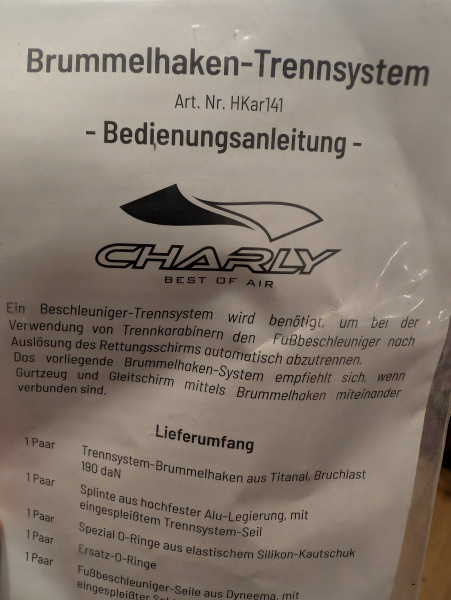 Brummelhaken-Trennsystem
Art. Nr. HKar141
- Bedienungsanleitung -
CHARLY
BEST OF AIR
Ein Beschleuniger-Trennsystem wird benötigt, um bei der
Verwendung von Trennkarabinern den Fußbeschleuniger nach
Auslösung des Rettungsschirms automatisch abzutrennen.
Das vorliegende Brummelhaken-System empfiehlt sich, wenn
Gurtzeug und Gleitschirm mittels Brummelhaken miteinander
verbunden sind.
Lieferumfang
1 Paar Trennsystem-Brummelhaken aus Titanal, Bruchlast
190 daN
1 Paar Splinte aus hochfester Alu-Legierung, mit
eingespleißtem Trennsystem-Seil
1 Paar Spezial O-Ringe aus elastischem Silikon-Kautschuk
1 Paar Ersatz-O-Ringe
1 Paar Fußbeschleuniger-Seile aus Dyneema, mit
eingespleißter